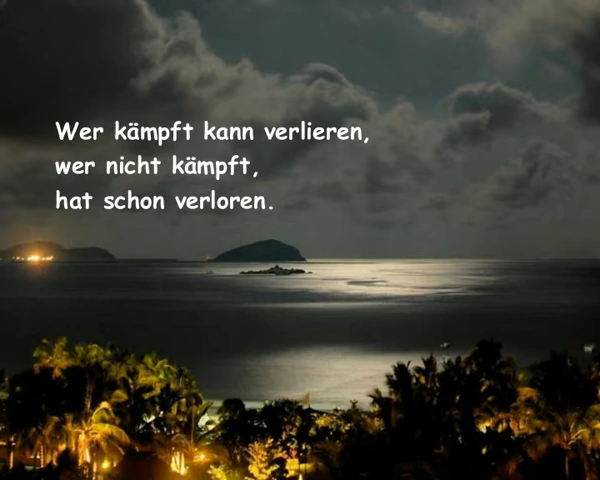 Wer kämpft kann verlieren,
wer nicht kämpft,
hat schon verloren.